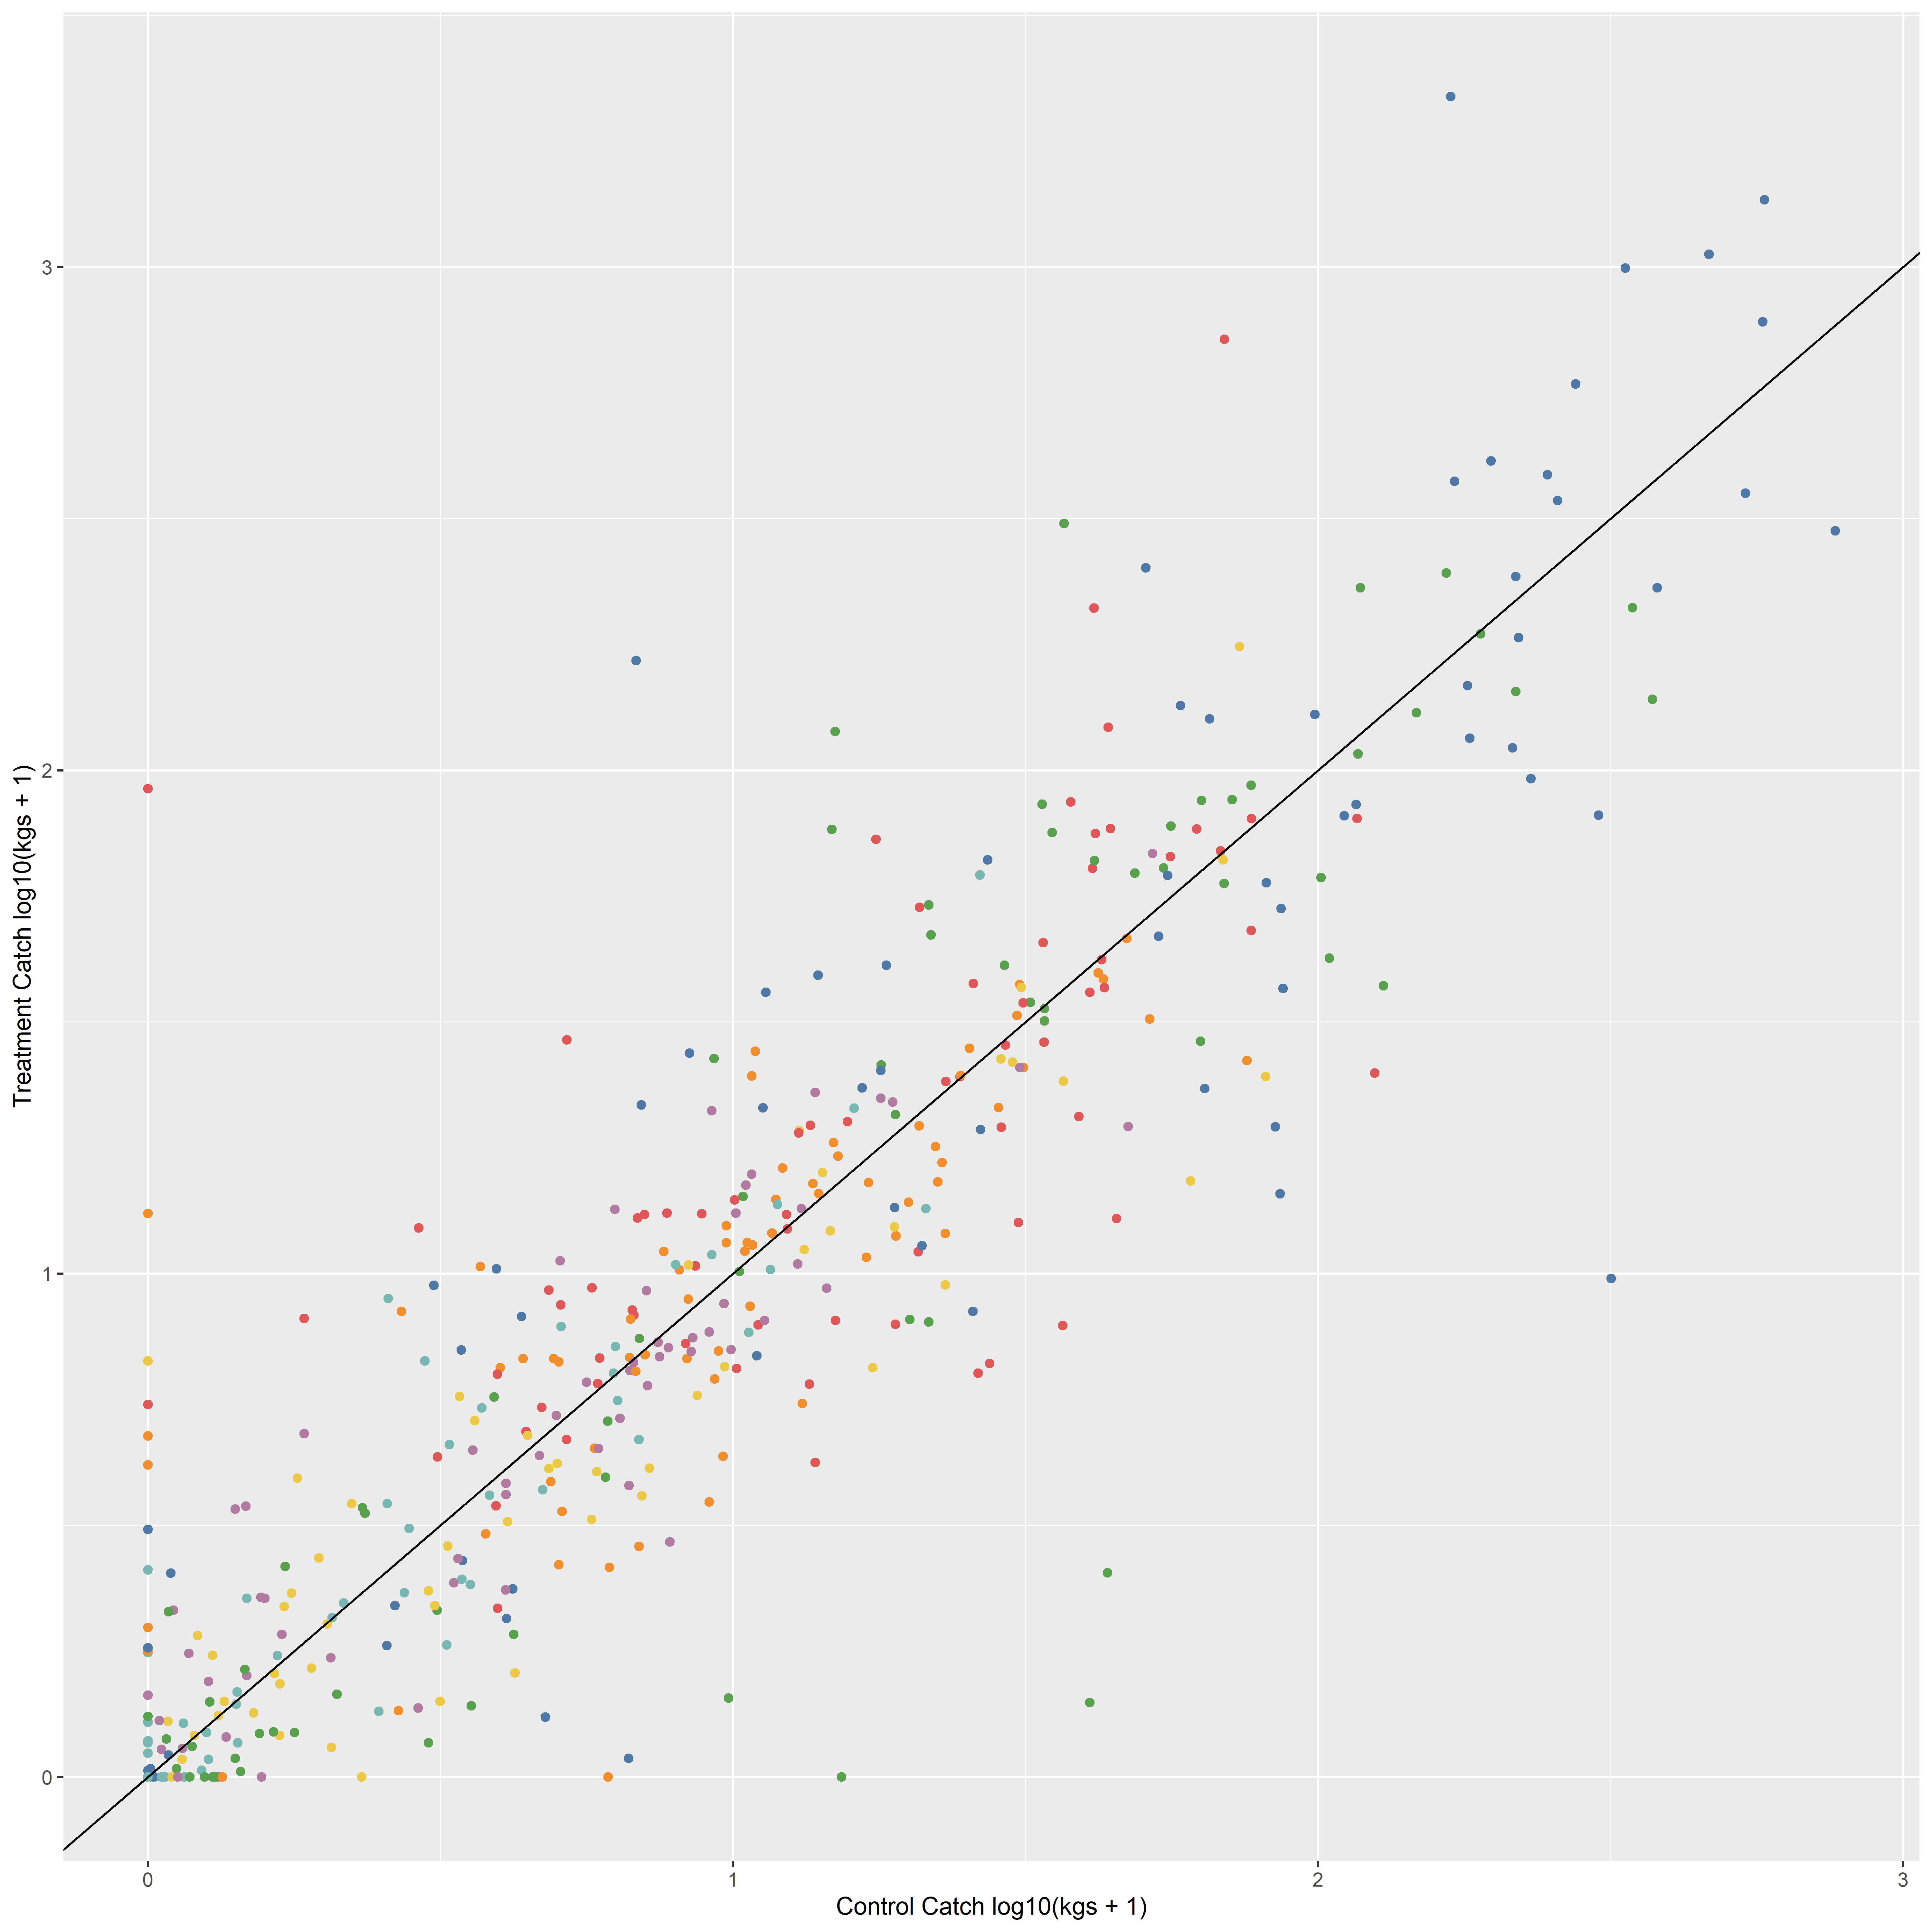 Treatment Catch log10(kgs + 1)
3
2
1
0
0 1 2 3
Control Catch log10(kgs + 1)